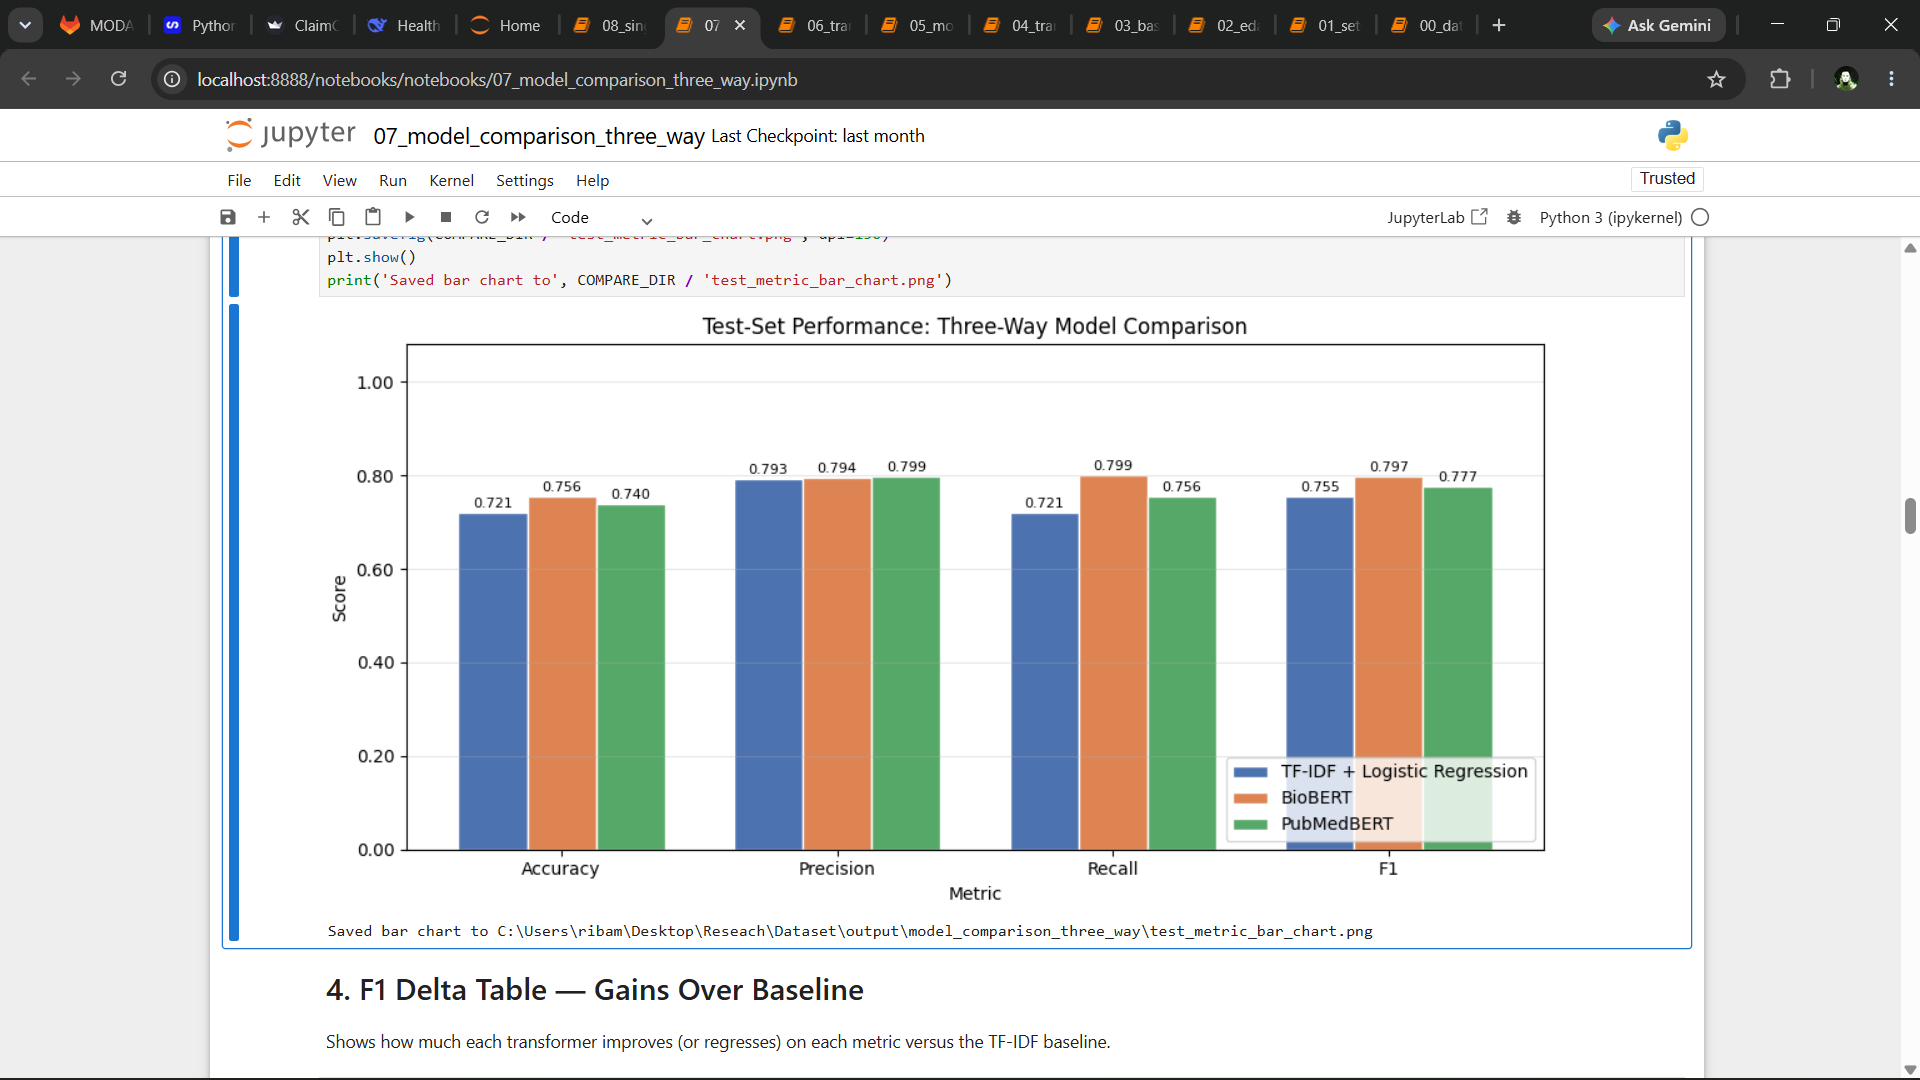 MODA
Python
Claim
Health
Home
08_sin
07
06_tra
05_mo
04_tra
03_bas
02_eda
01_set
00_dat
Ask Gemini
localhost:8888/notebooks/notebooks/07_model_comparison_three_way.ipynb
jupyter 07_model_comparison_three_way Last Checkpoint: last month
File Edit View Run Kernel Settings Help
Trusted
Code
JupyterLab
Python 3 (ipykernel)
plt.show()
print('Saved bar chart to', COMPARE_DIR / 'test_metric_bar_chart.png')
Test-Set Performance: Three-Way Model Comparison
1.00
0.80
0.60
0.40
0.20
0.00
Score
0.721 0.756 0.740
0.793 0.794 0.799
0.721 0.799 0.756
0.755 0.797 0.777
TF-IDF + Logistic Regression
BioBERT
PubMedBERT
Accuracy Precision Recall F1
Metric
Saved bar chart to C:\Users\ribam\Desktop\Reseach\Dataset\output\model_comparison_three_way\test_metric_bar_chart.png
4. F1 Delta Table — Gains Over Baseline
Shows how much each transformer improves (or regresses) on each metric versus the TF-IDF baseline.